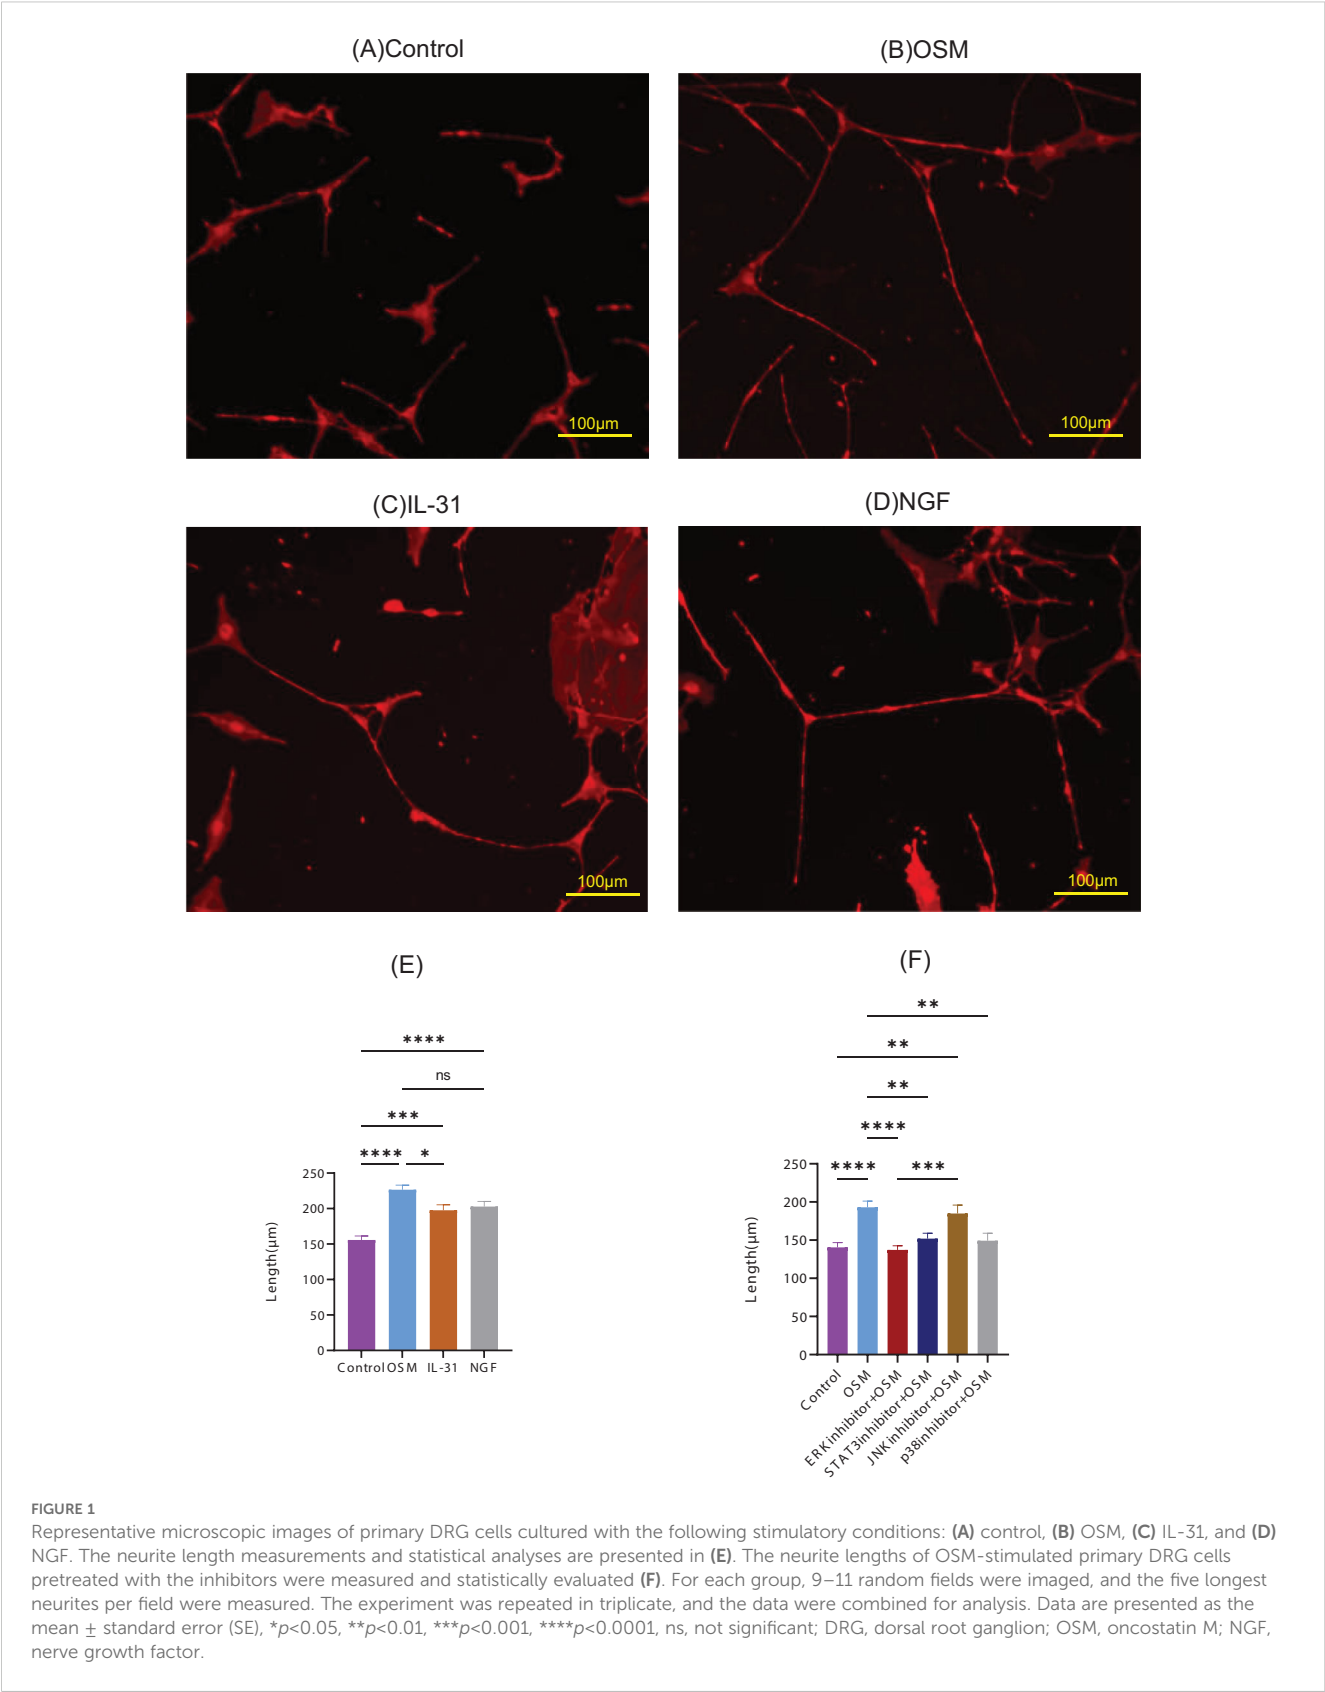 (A)Control
(B)OSM
100µm
100µm
(C)IL-31
(D)NGF
100µm
100µm
(E)
****
ns
***
**** *
250
200
150
100
50
0
Length(µm)
Control OSM IL-31 NGF
(F)
**
**
**
****
**** ***
250
200
150
100
50
0
Length(µm)
Control
OSM
ERK inhibitor+OSM
STAT3inhibitor+OSM
JNK inhibitor+OSM
p38inhibitor+OSM
FIGURE 1
Representative microscopic images of primary DRG cells cultured with the following stimulatory conditions: (A) control, (B) OSM, (C) IL-31, and (D)
NGF. The neurite length measurements and statistical analyses are presented in (E). The neurite lengths of OSM-stimulated primary DRG cells
pretreated with the inhibitors were measured and statistically evaluated (F). For each group, 9–11 random fields were imaged, and the five longest
neurites per field were measured. The experiment was repeated in triplicate, and the data were combined for analysis. Data are presented as the
mean ± standard error (SE), *p<0.05, **p<0.01, ***p<0.001, ****p<0.0001, ns, not significant; DRG, dorsal root ganglion; OSM, oncostatin M; NGF,
nerve growth factor.